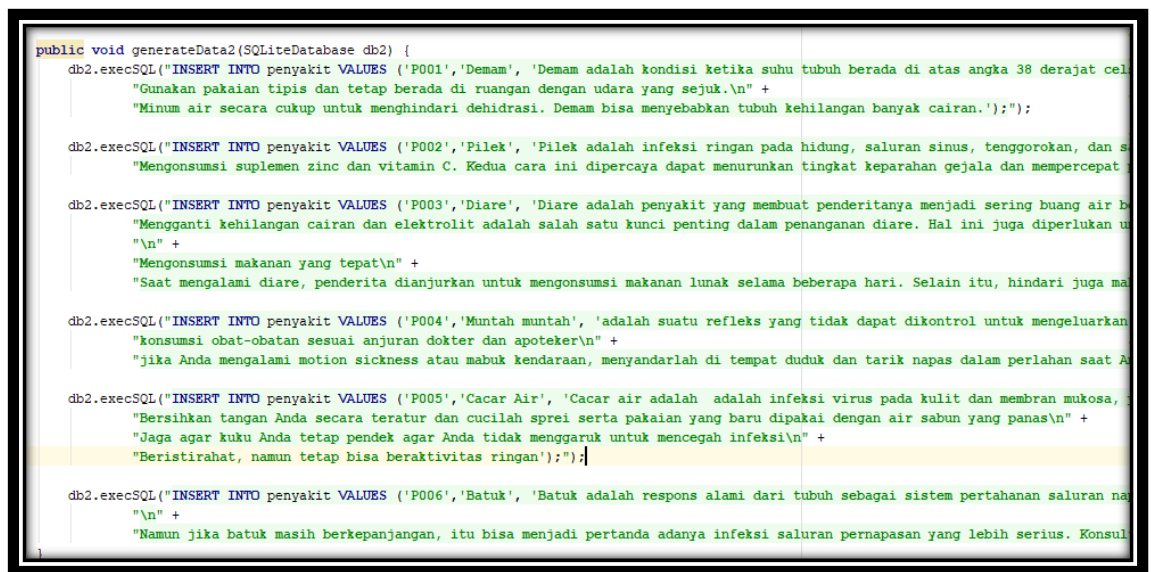 public void generateData2(SQLiteDatabase db2) {
db2.execSQL("INSERT INTO penyakit VALUES ('P001','Demam', 'Demam adalah kondisi ketika suhu tubuh berada di atas angka 38 derajat
"Gunakan pakaian tipis dan tetap berada di ruangan dengan udara yang sejuk.\n" +
"Minum air secara cukup untuk menghindari dehidrasi. Demam bisa menyebabkan tubuh kehilangan banyak cairan.');");
db2.execSQL("INSERT INTO penyakit VALUES ('P002','Pilek', 'Pilek adalah infeksi ringan pada hidung, saluran sinus, tenggorokan, dan
"Mengonsumsi suplemen zinc dan vitamin C. Kedua cara ini dipercaya dapat menurunkan tingkat keparahan gejala dan mempercepat
db2.execSQL("INSERT INTO penyakit VALUES ('P003','Diare', 'Diare adalah penyakit yang membuat penderitanya menjadi sering buang air
"Mengganti kehilangan cairan dan elektrolit adalah salah satu kunci penting dalam penanganan diare. Hal ini juga diperlukan
"\n" +
"Mengonsumsi makanan yang tepat\n" +
"Saat mengalami diare, penderita dianjurkan untuk mengonsumsi makanan lunak selama beberapa hari. Selain itu, hindari juga
db2.execSQL("INSERT INTO penyakit VALUES ('P004','Muntah muntah', 'adalah suatu refleks yang tidak dapat dikontrol untuk mengeluarkan
"konsumsi obat-obatan sesuai anjuran dokter dan apoteker\n" +
"jika Anda mengalami motion sickness atau mabuk kendaraan, menyandarlah di tempat duduk dan tarik napas dalam perlahan saat
db2.execSQL("INSERT INTO penyakit VALUES ('P005','Cacar Air', 'Cacar air adalah  adalah infeksi virus pada kulit dan membran mukosa,
"Bersihkan tangan Anda secara teratur dan cucilah sprei serta pakaian yang baru dipakai dengan air sabun yang panas\n" +
"Jaga agar kuku Anda tetap pendek agar Anda tidak menggaruk untuk mencegah infeksi\n" +
"Beristirahat, namun tetap bisa beraktivitas ringan');");
db2.execSQL("INSERT INTO penyakit VALUES ('P006','Batuk', 'Batuk adalah respons alami dari tubuh sebagai sistem pertahanan saluran
"\n" +
"Namun jika batuk masih berkepanjangan, itu bisa menjadi pertanda adanya infeksi saluran pernapasan yang lebih serius.
}